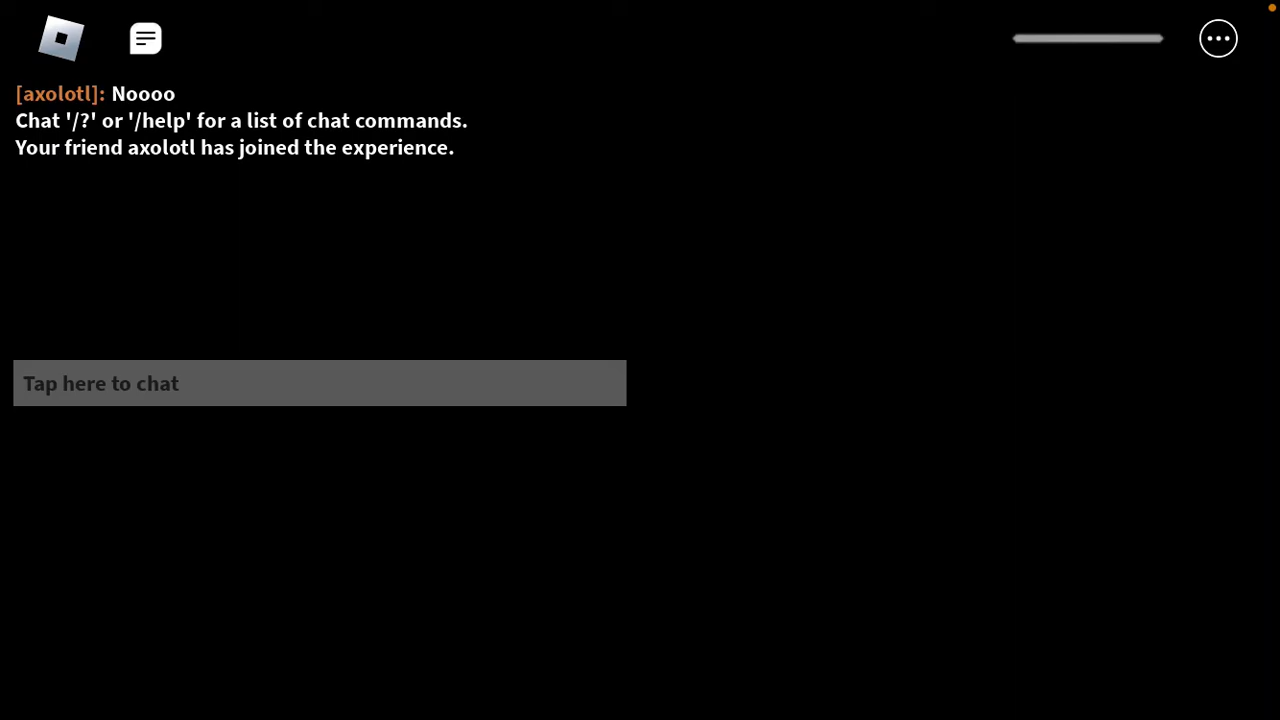 [axolotl]: Noooo
Chat '/?' or '/help' for a list of chat commands.
Your friend axolotl has joined the experience.
Tap here to chat